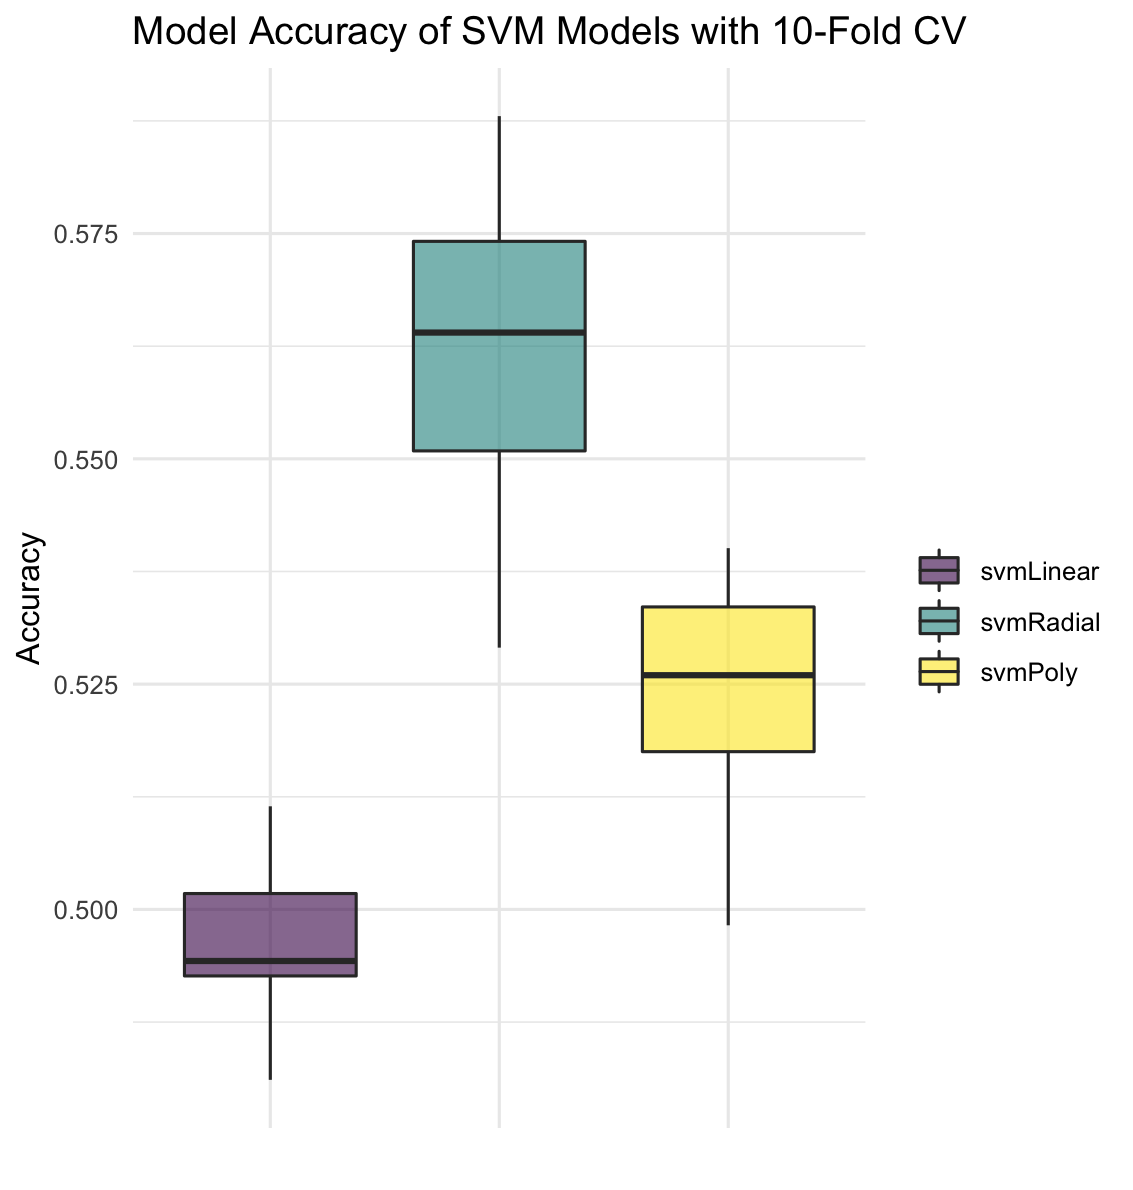 Model Accuracy of SVM Models with 10-Fold CV
0.575
0.550
0.525
0.500
Accuracy
svmLinear
svmRadial
svmPoly